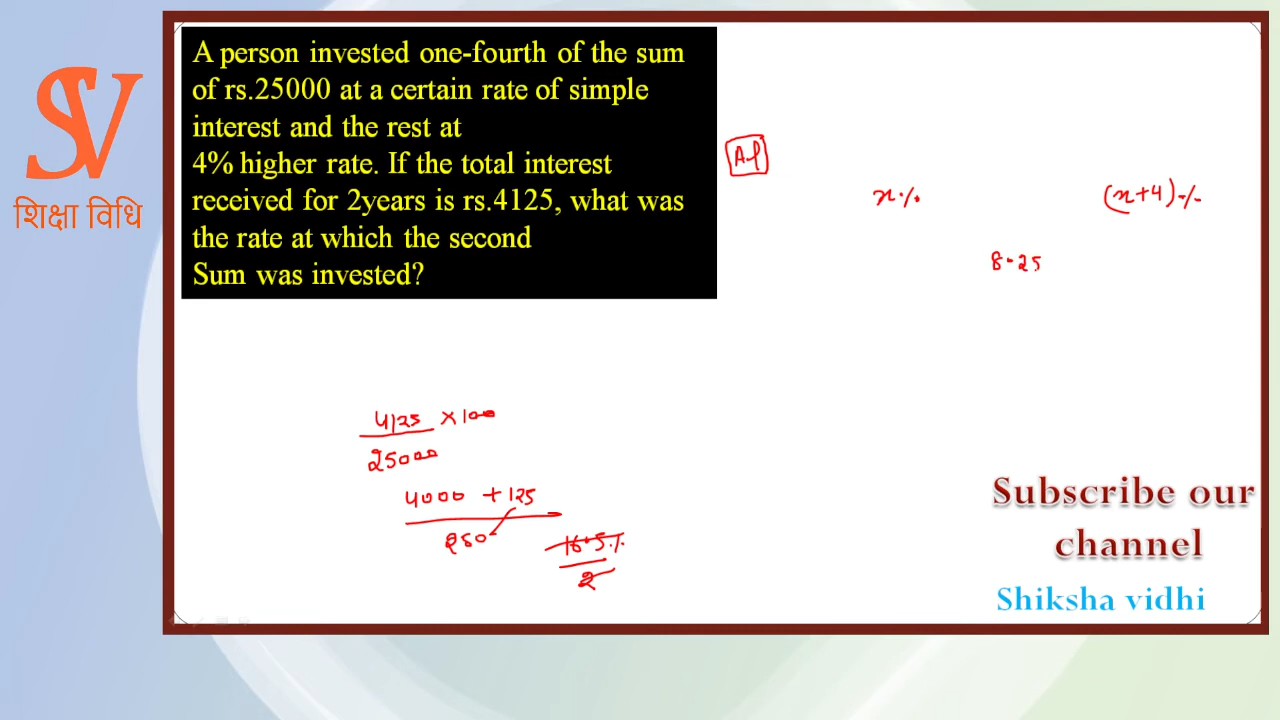 SV
शिक्षा विधि
A person invested one-fourth of the sum
of rs.25000 at a certain rate of simple
interest and the rest at
4% higher rate. If the total interest
received for 2years is rs.4125, what was
the rate at which the second
Sum was invested?
x%
(x+4)%
8.25
4125 × 100
25000
4000 + 125
250
16.5%
2
Subscribe our
channel
Shiksha vidhi